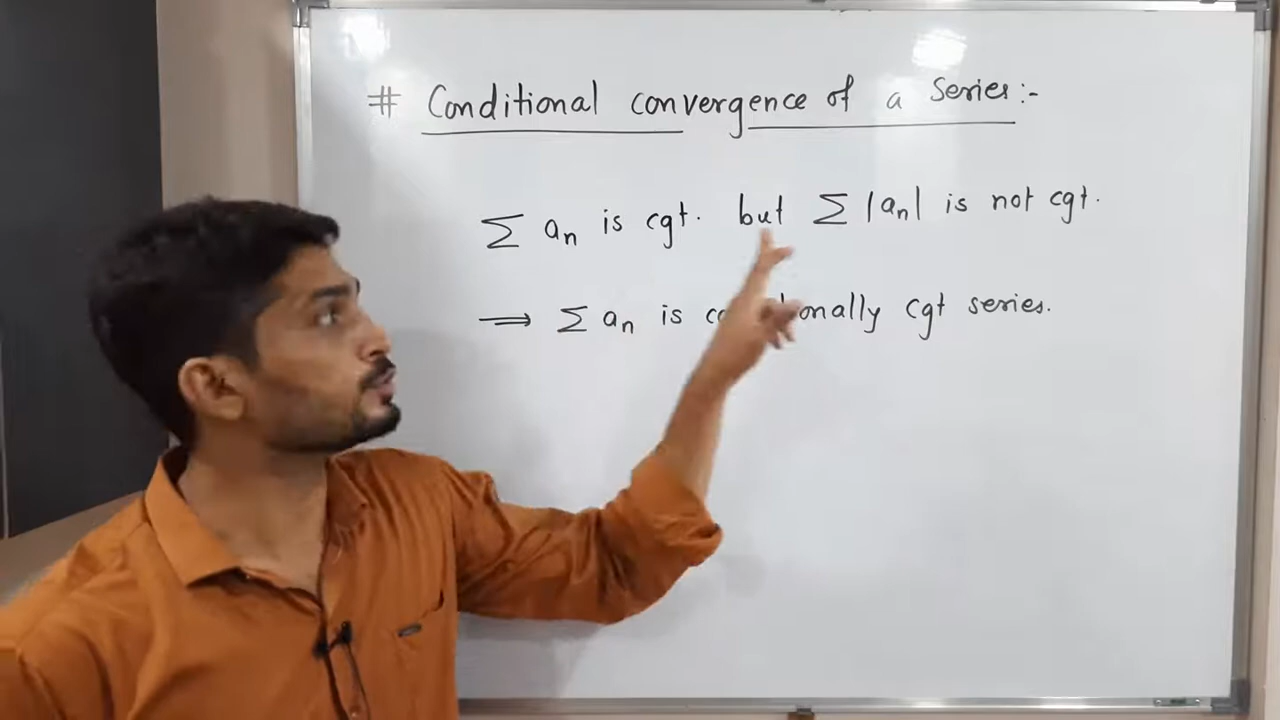 # Conditional convergence of a Series:-
∑ aₙ is cgt. but ∑ |aₙ| is not cgt.
⟹ ∑ aₙ is cgt series.